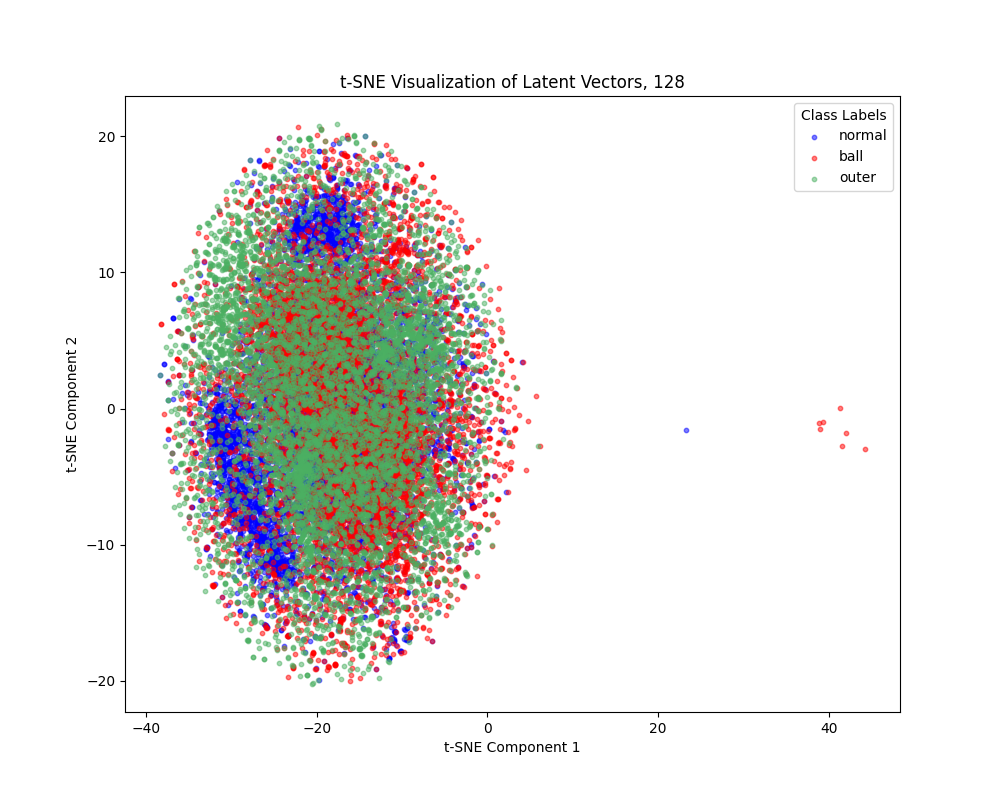 t-SNE Visualization of Latent Vectors, 128
Class Labels
normal
ball
outer
20
10
0
−10
−20
t-SNE Component 2
−40
−20
0
20
40
t-SNE Component 1